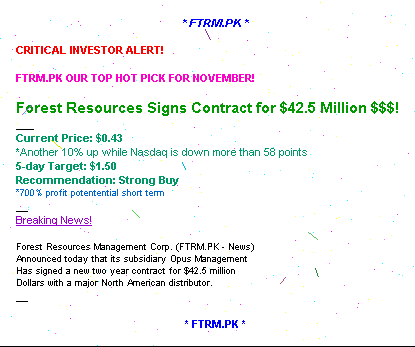 * FTRM.PK *
CRITICAL INVESTOR ALERT!
FTRM.PK OUR TOP HOT PICK FOR NOVEMBER!
Forest Resources Signs Contract for $42.5 Million $$$!
Current Price: $0.43
*Another 10% up while Nasdaq is down more than 58 points
5-day Target: $1.50
Recommendation: Strong Buy
*700% profit potentential short term
Breaking News!
Forest Resources Management Corp. (FTRM.PK - News)
Announced today that its subsidiary Opus Management
Has signed a new two year contract for $42.5 million
Dollars with a major North American distributor.
* FTRM.PK *